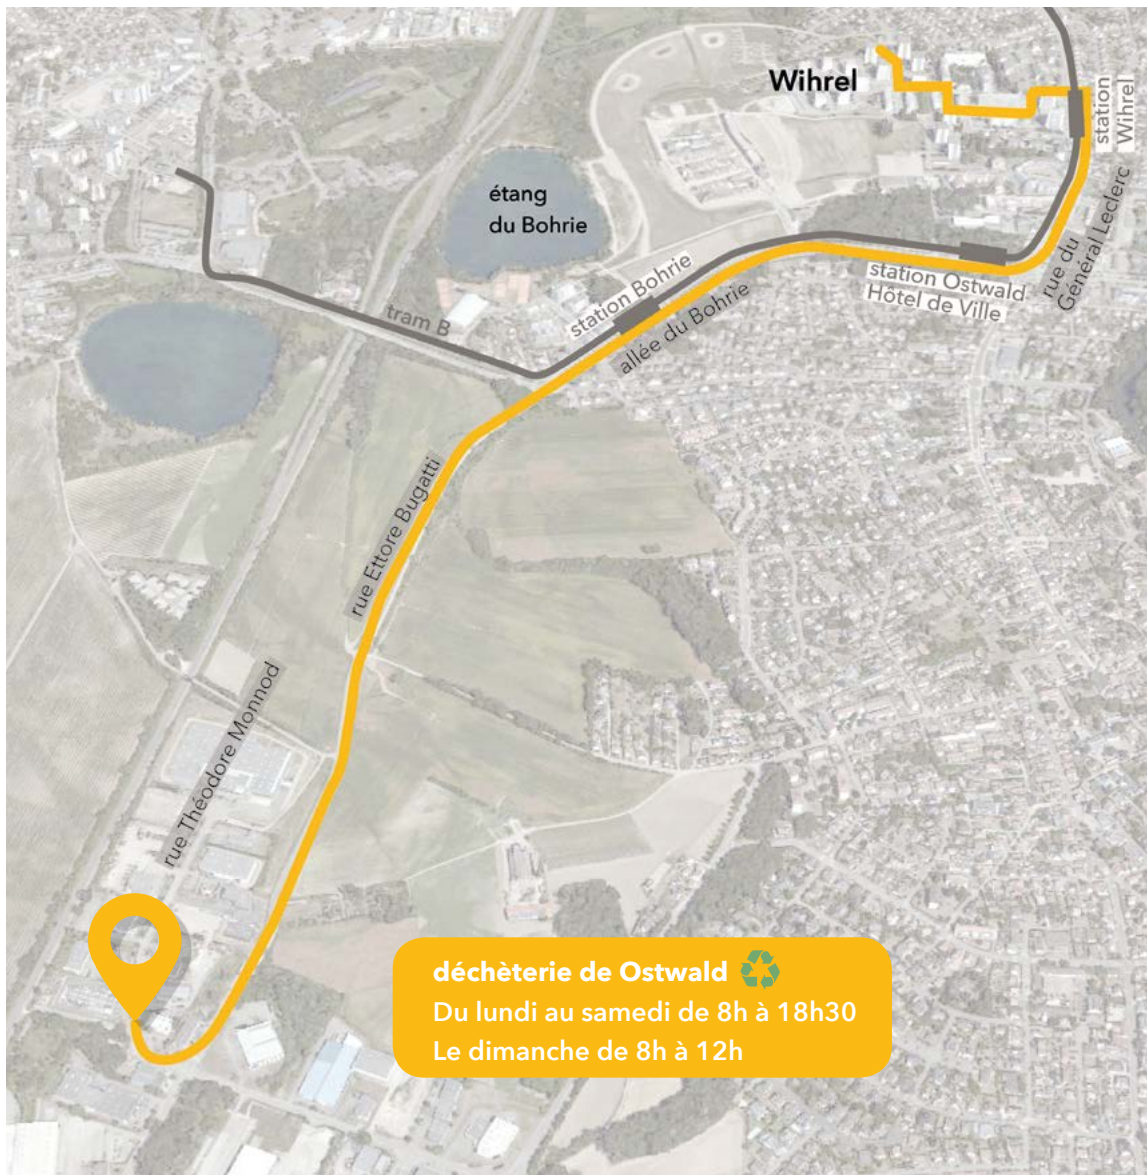 Wihrel
station
Wihrel
étang
du Bohrie
rue du
Général Leclerc
station Bohrie
station Ostwald
Hôtel de Ville
tram B
allée du Bohrie
rue Ettore Bugatti
rue Théodore Monnod
déchèterie de Ostwald
Du lundi au samedi de 8h à 18h30
Le dimanche de 8h à 12h